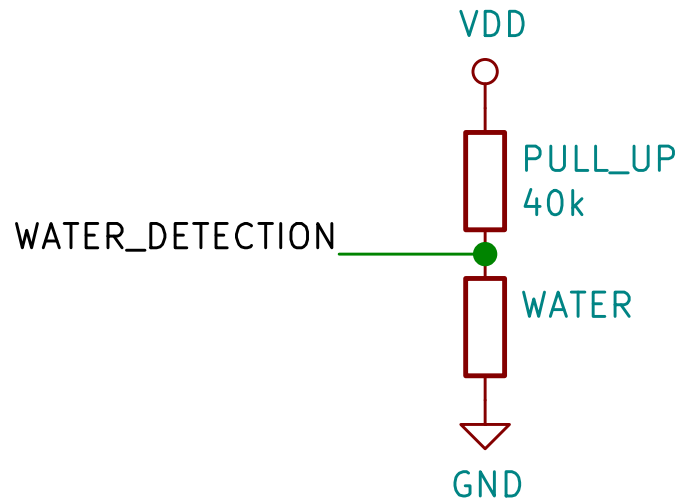 VDD
PULL_UP
40k
WATER_DETECTION
WATER
GND